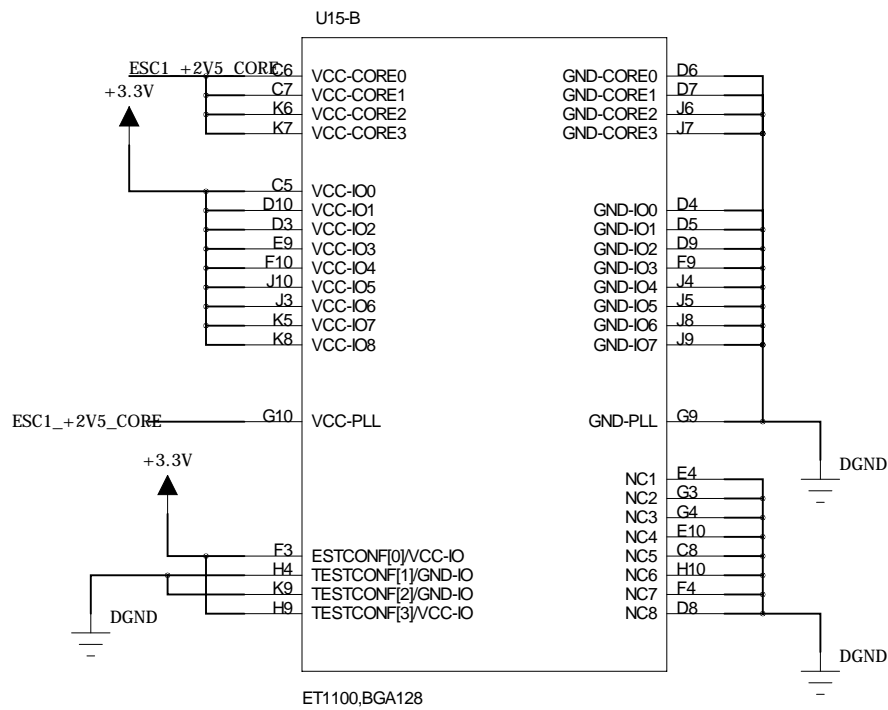 U15-B
ESC1_+2V5_CORE C6 VCC-CORE0 GND-CORE0 D6
+3.3V C7 VCC-CORE1 GND-CORE1 D7
K6 VCC-CORE2 GND-CORE2 J6
K7 VCC-CORE3 GND-CORE3 J7
C5 VCC-IO0
D10 VCC-IO1 GND-IO0 D4
D3 VCC-IO2 GND-IO1 D5
E9 VCC-IO3 GND-IO2 D9
F10 VCC-IO4 GND-IO3 F9
J10 VCC-IO5 GND-IO4 J4
J3 VCC-IO6 GND-IO5 J5
K5 VCC-IO7 GND-IO6 J8
K8 VCC-IO8 GND-IO7 J9
ESC1_+2V5_CORE G10 VCC-PLL GND-PLL G9
+3.3V DGND
NC1 E4
NC2 G3
NC3 G4
NC4 E10
F3 ESTCONF[0]/VCC-IO NC5 C8
H4 TESTCONF[1]/GND-IO NC6 H10
K9 TESTCONF[2]/GND-IO NC7 F4
DGND H9 TESTCONF[3]/VCC-IO NC8 D8
DGND
ET1100,BGA128